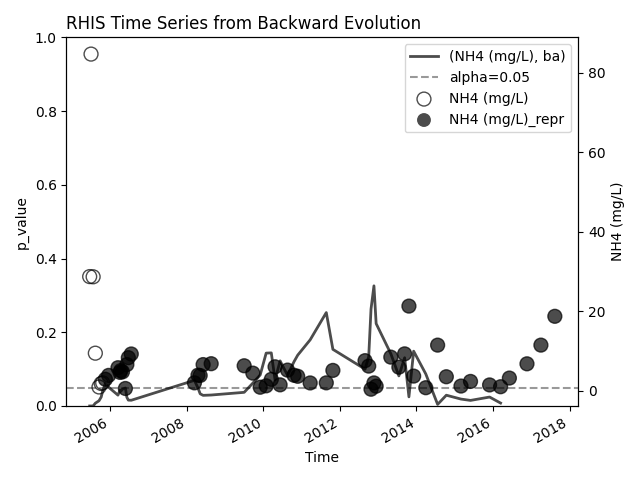 RHIS Time Series from Backward Evolution
1.0
0.8
0.6
0.4
0.2
0.0
p_value
(NH4 (mg/L), ba)
alpha=0.05
NH4 (mg/L)
NH4 (mg/L)_repr
80
60
40
20
0
NH4 (mg/L)
2006
2008
2010
2012
2014
2016
2018
Time